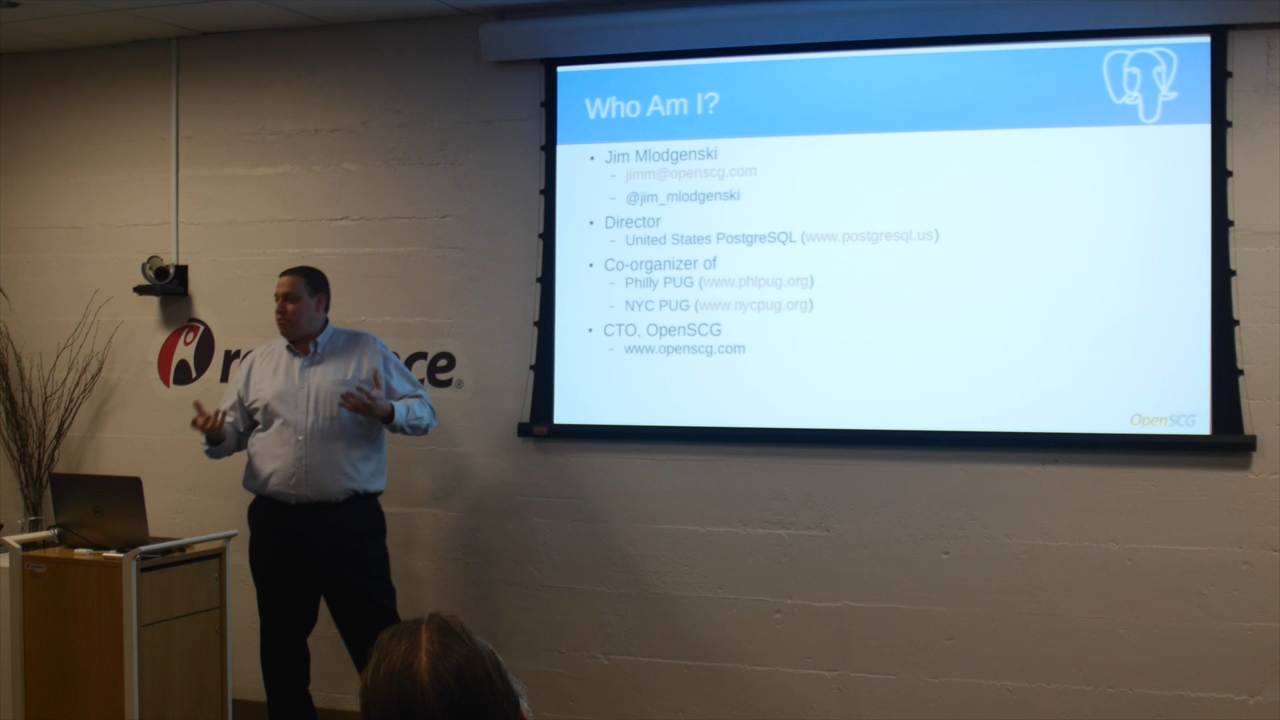 Who Am I?
• Jim Mlodgenski
– jimm@openscg.com
– @jim_mlodgenski
• Director
– United States PostgreSQL (www.postgresql.us)
• Co-organizer of
– Philly PUG (www.phlpug.org)
– NYC PUG (www.nycpug.org)
• CTO, OpenSCG
– www.openscg.com
OpenSCG